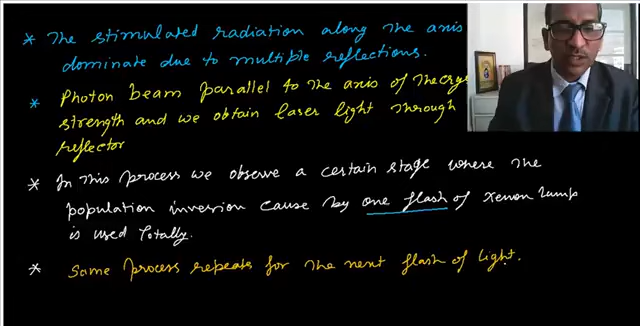 * The stimulated radiation along the axis
dominate due to multiple reflections.
* Photon beam parallel to the axis of the crys
strength and we obtain laser light through
reflector
* In this process we observe a certain stage where the
population inversion cause by one flash of xenon lamp
is used totally.
* Same process repeats for the next flash of light.